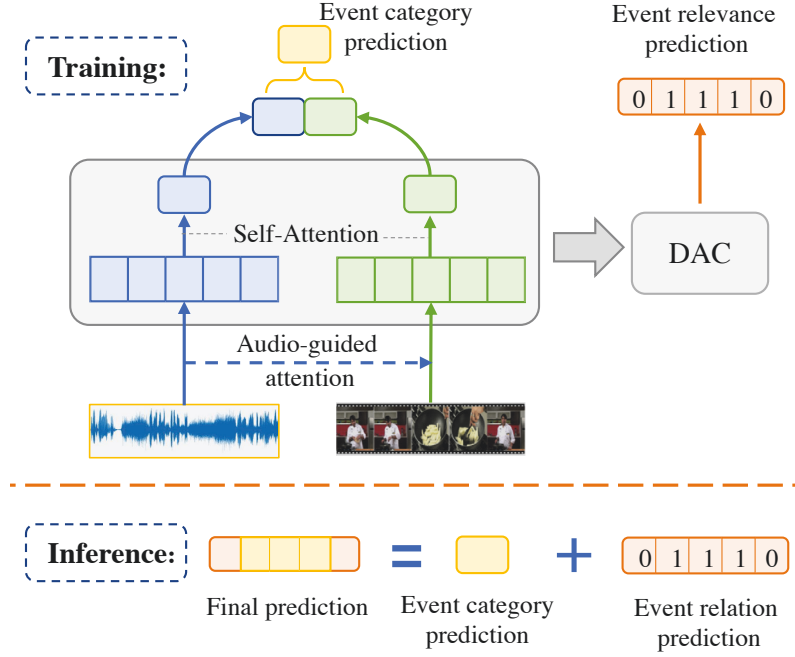 Training:
Event category
prediction
Event relevance
prediction
0 1 1 1 0
Self-Attention
DAC
Audio-guided
attention
Inference:
0 1 1 1 0
Final prediction
Event category
prediction
Event relation
prediction